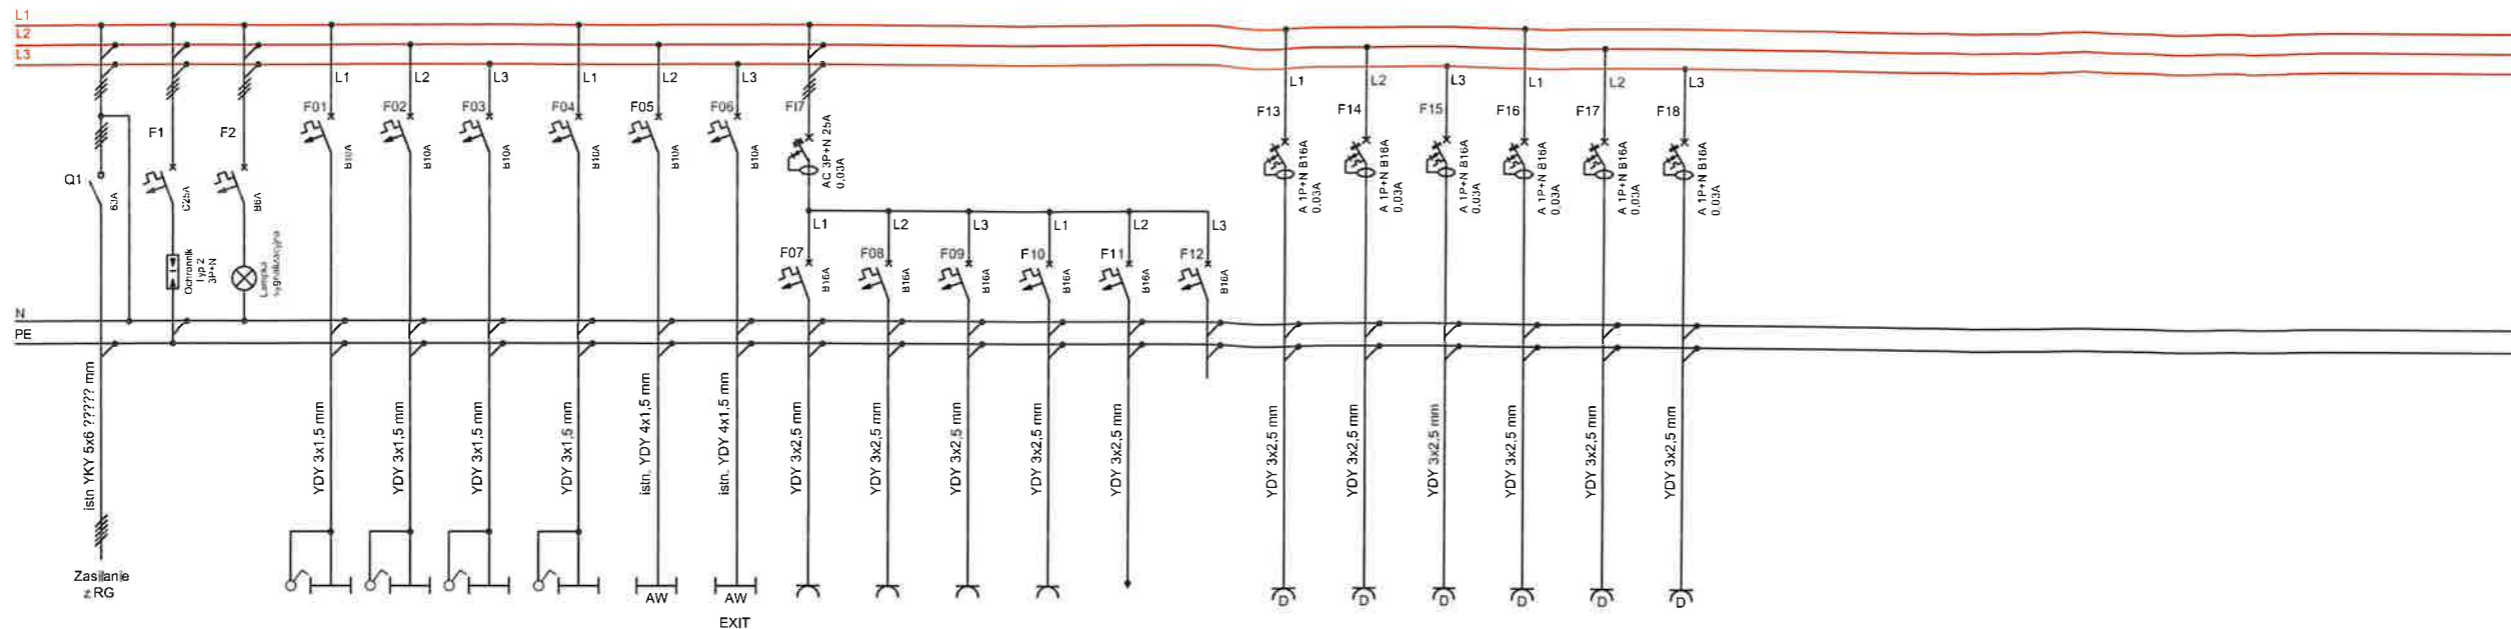 L1
L2
L3
L1
L2
L3
L1
L2
L3
L1
L2
L3
L1
L2
L3
F01
F02
F03
F04
F05
F06
FI7
F13
F14
F15
F16
F17
F18
F1
F2
Q1
63A
C25A
B6A
B10A
B10A
B10A
B10A
B10A
B10A
AC 3P+N 25A
0,03A
A 1P+N B16A
0,03A
A 1P+N B16A
0,03A
A 1P+N B16A
0,03A
A 1P+N B16A
0,03A
A 1P+N B16A
0,03A
A 1P+N B16A
0,03A
L1
L2
L3
L1
L2
L3
F07
F08
F09
F10
F11
F12
B16A
B16A
B16A
B16A
B16A
B16A
Ochronnik
Typ 2
3P+N
Lampka
sygnalizacyjna
N
PE
istn YKY 5x6 ????? mm
YDY 3x1,5 mm
YDY 3x1,5 mm
YDY 3x1,5 mm
YDY 3x1,5 mm
istn. YDY 4x1,5 mm
istn. YDY 4x1,5 mm
YDY 3x2,5 mm
YDY 3x2,5 mm
YDY 3x2,5 mm
YDY 3x2,5 mm
YDY 3x2,5 mm
YDY 3x2,5 mm
YDY 3x2,5 mm
YDY 3x2,5 mm
YDY 3x2,5 mm
YDY 3x2,5 mm
YDY 3x2,5 mm
Zasilanie
z RG
AW
AW
EXIT
D
D
D
D
D
D